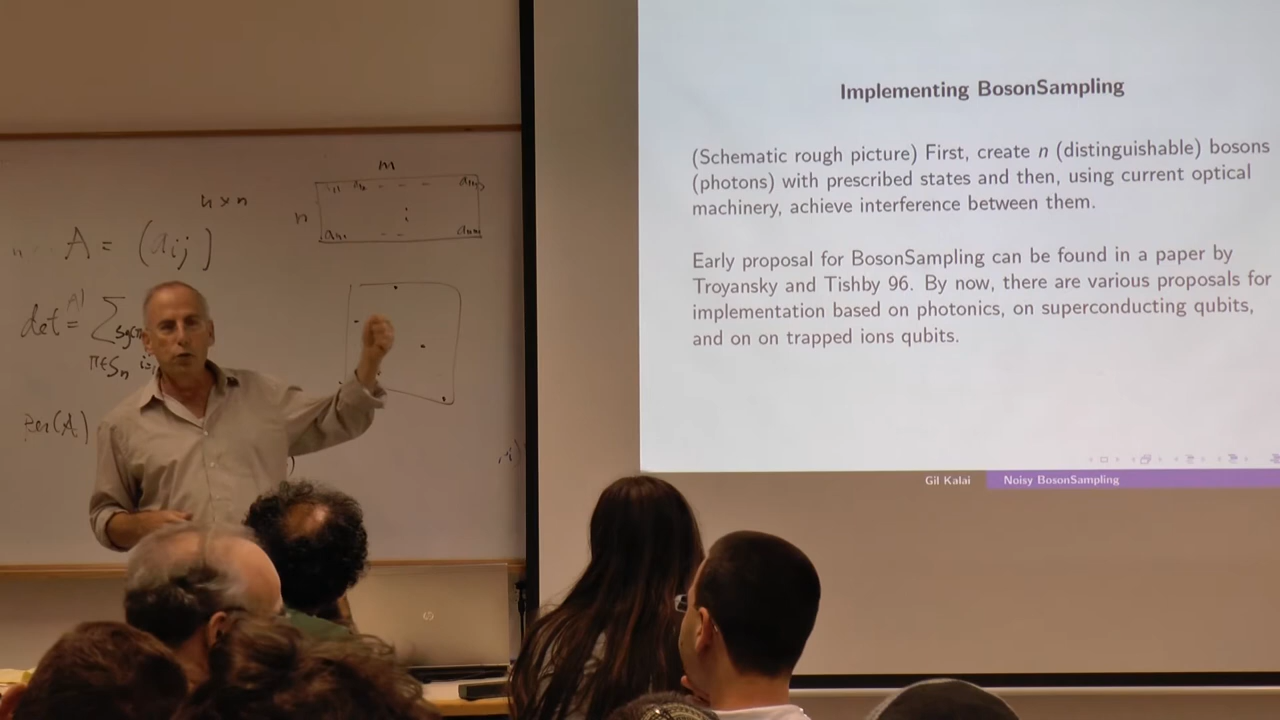 n × n
m
n
A = (aij)
det(A) = ∑
π∈Sn
Per(A)
Implementing BosonSampling
(Schematic rough picture) First, create n (distinguishable) bosons
(photons) with prescribed states and then, using current optical
machinery, achieve interference between them.
Early proposal for BosonSampling can be found in a paper by
Troyansky and Tishby 96. By now, there are various proposals for
implementation based on photonics, on superconducting qubits,
and on on trapped ions qubits.
Gil Kalai
Noisy BosonSampling
hp